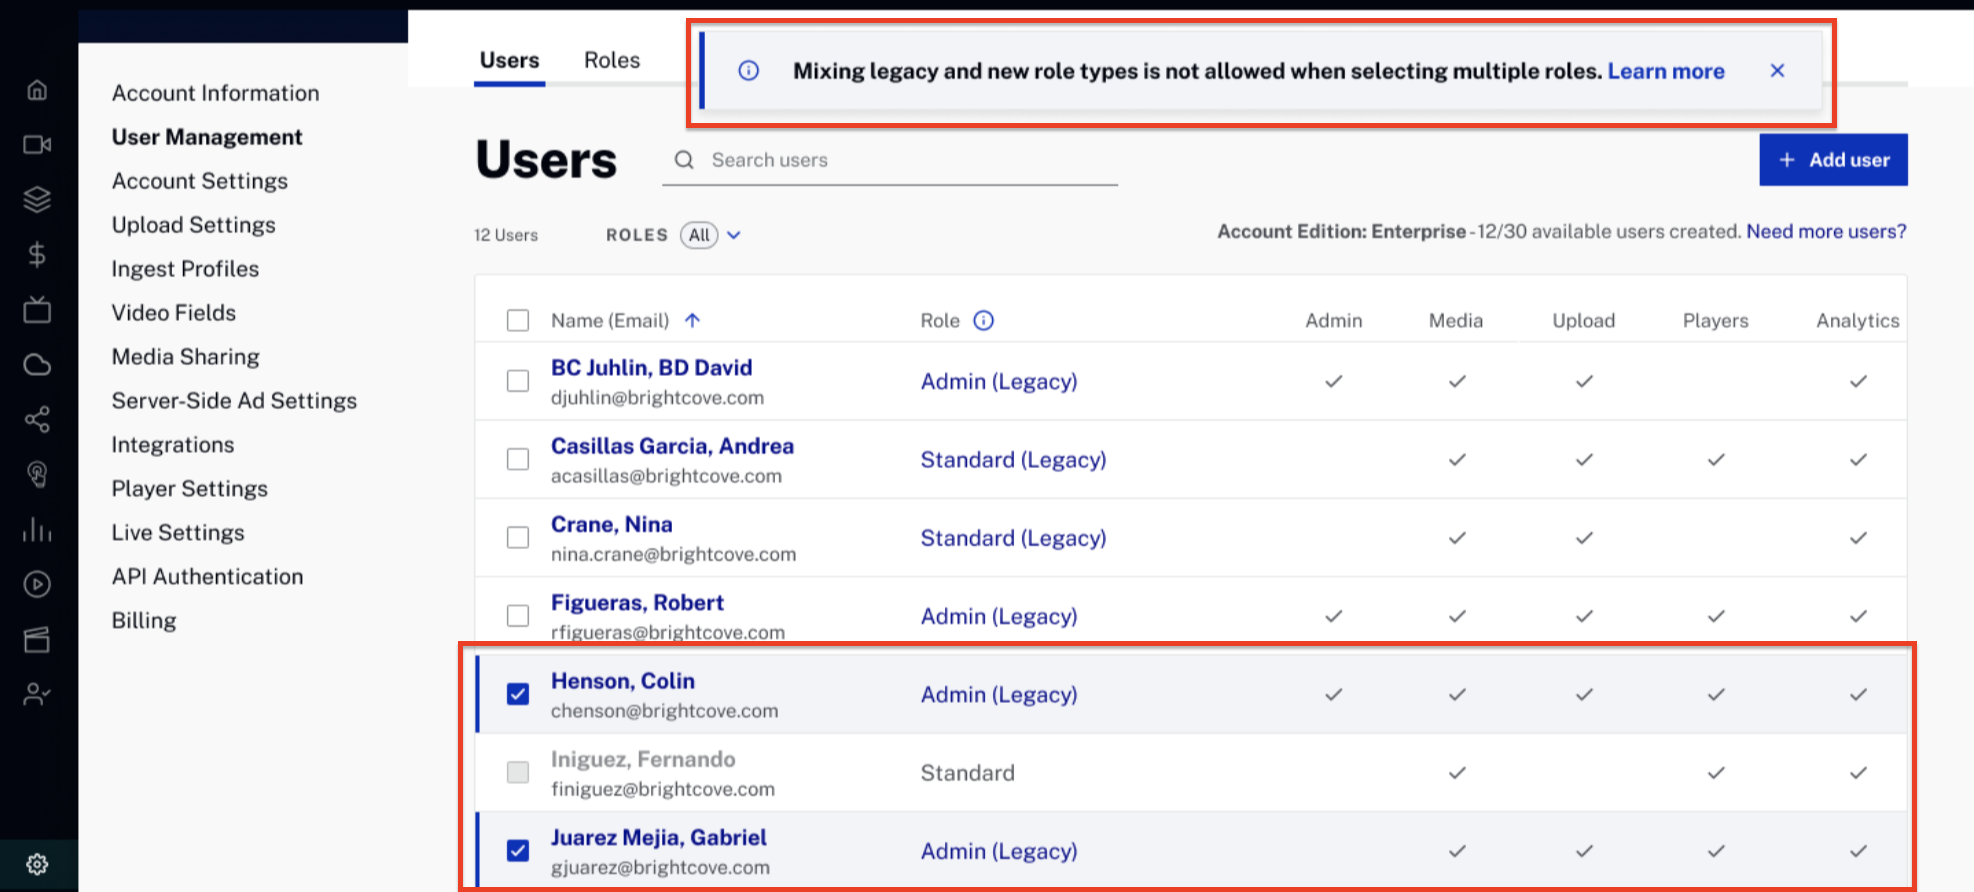 Users Roles
Mixing legacy and new role types is not allowed when selecting multiple roles. Learn more
Account Information
User Management
Account Settings
Upload Settings
Ingest Profiles
Video Fields
Media Sharing
Server-Side Ad Settings
Integrations
Player Settings
Live Settings
API Authentication
Billing
Users
Search users
+ Add user
12 Users ROLES All
Account Edition: Enterprise - 12/30 available users created. Need more users?
Name (Email) Role Admin Media Upload Players Analytics
BC Juhlin, BD David
djuhlin@brightcove.com
Admin (Legacy)
Casillas Garcia, Andrea
acasillas@brightcove.com
Standard (Legacy)
Crane, Nina
nina.crane@brightcove.com
Standard (Legacy)
Figueras, Robert
rfigueras@brightcove.com
Admin (Legacy)
Henson, Colin
chenson@brightcove.com
Admin (Legacy)
Iniguez, Fernando
finiguez@brightcove.com
Standard
Juarez Mejia, Gabriel
gjuarez@brightcove.com
Admin (Legacy)